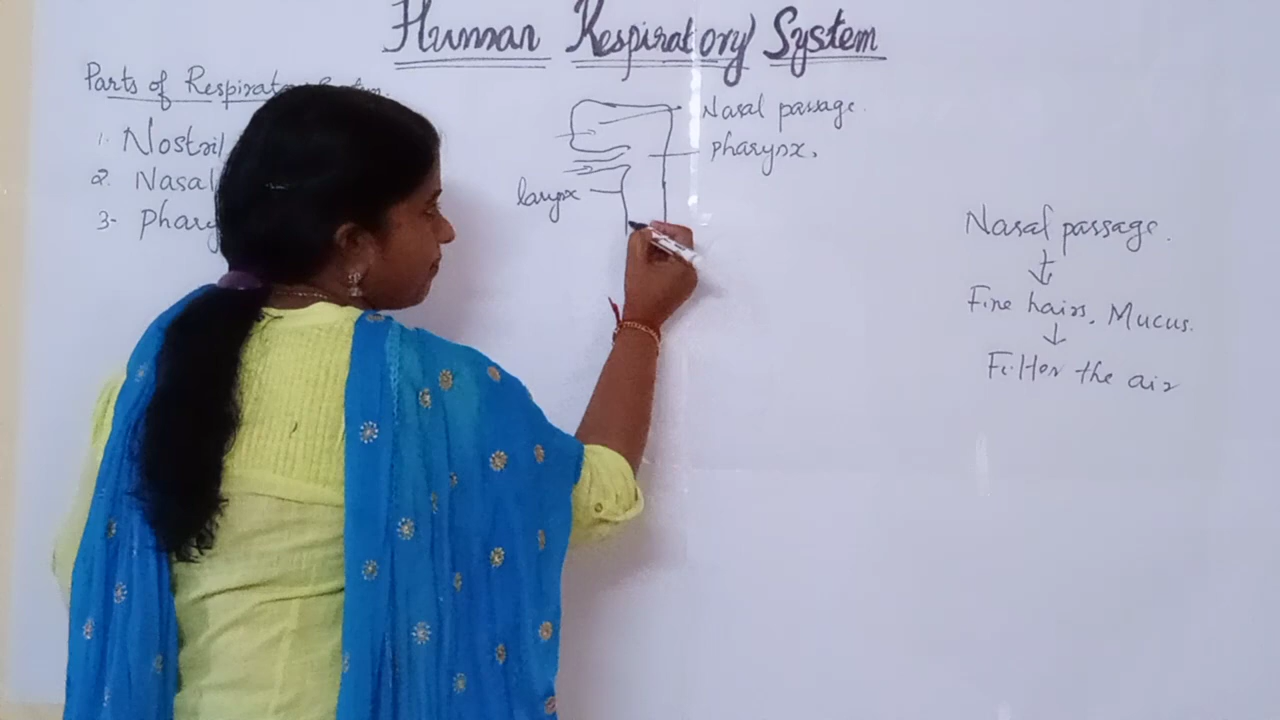 Human Respiratory System
Parts of Respirato
1. Nostril
2. Nasal
3- Phary
Nasal passage.
pharynx,
larynx
Nasal passage.
Fine hairs, Mucus.
Filter the air